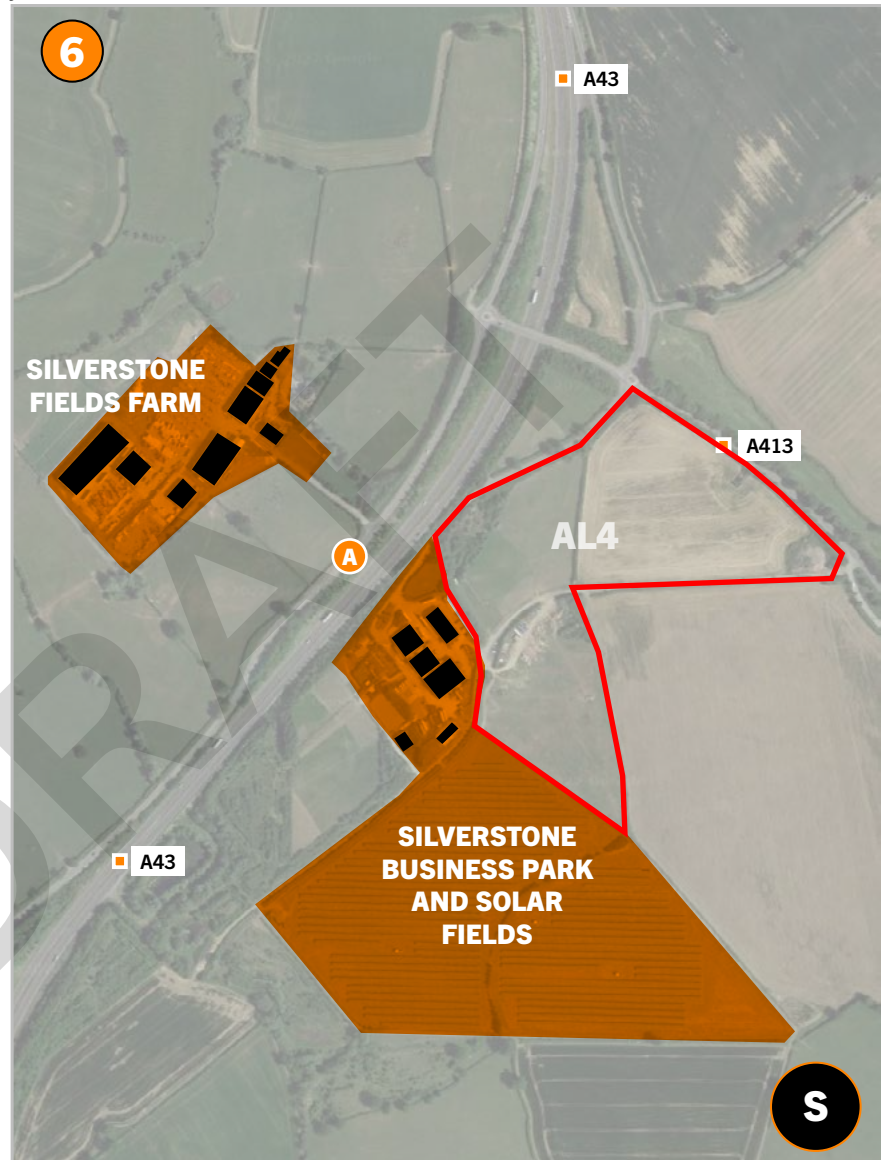 6
A43
SILVERSTONE
FIELDS FARM
A413
AL4
A
A43
SILVERSTONE
BUSINESS PARK
AND SOLAR
FIELDS
S
DRAFT